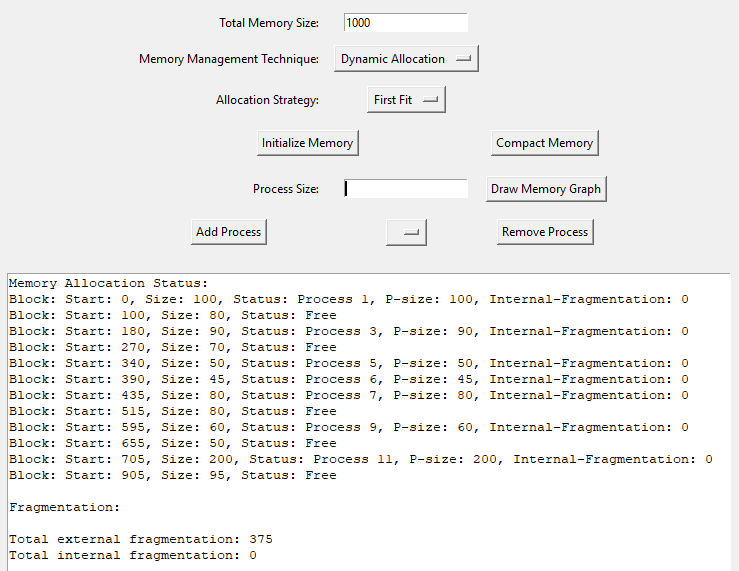 Total Memory Size: 1000
Memory Management Technique: Dynamic Allocation
Allocation Strategy: First Fit
Initialize Memory Compact Memory
Process Size: Draw Memory Graph
Add Process Remove Process
Memory Allocation Status:
Block: Start: 0, Size: 100, Status: Process 1, P-size: 100, Internal-Fragmentation: 0
Block: Start: 100, Size: 80, Status: Free
Block: Start: 180, Size: 90, Status: Process 3, P-size: 90, Internal-Fragmentation: 0
Block: Start: 270, Size: 70, Status: Free
Block: Start: 340, Size: 50, Status: Process 5, P-size: 50, Internal-Fragmentation: 0
Block: Start: 390, Size: 45, Status: Process 6, P-size: 45, Internal-Fragmentation: 0
Block: Start: 435, Size: 80, Status: Process 7, P-size: 80, Internal-Fragmentation: 0
Block: Start: 515, Size: 80, Status: Free
Block: Start: 595, Size: 60, Status: Process 9, P-size: 60, Internal-Fragmentation: 0
Block: Start: 655, Size: 50, Status: Free
Block: Start: 705, Size: 200, Status: Process 11, P-size: 200, Internal-Fragmentation: 0
Block: Start: 905, Size: 95, Status: Free
Fragmentation:
Total external fragmentation: 375
Total internal fragmentation: 0